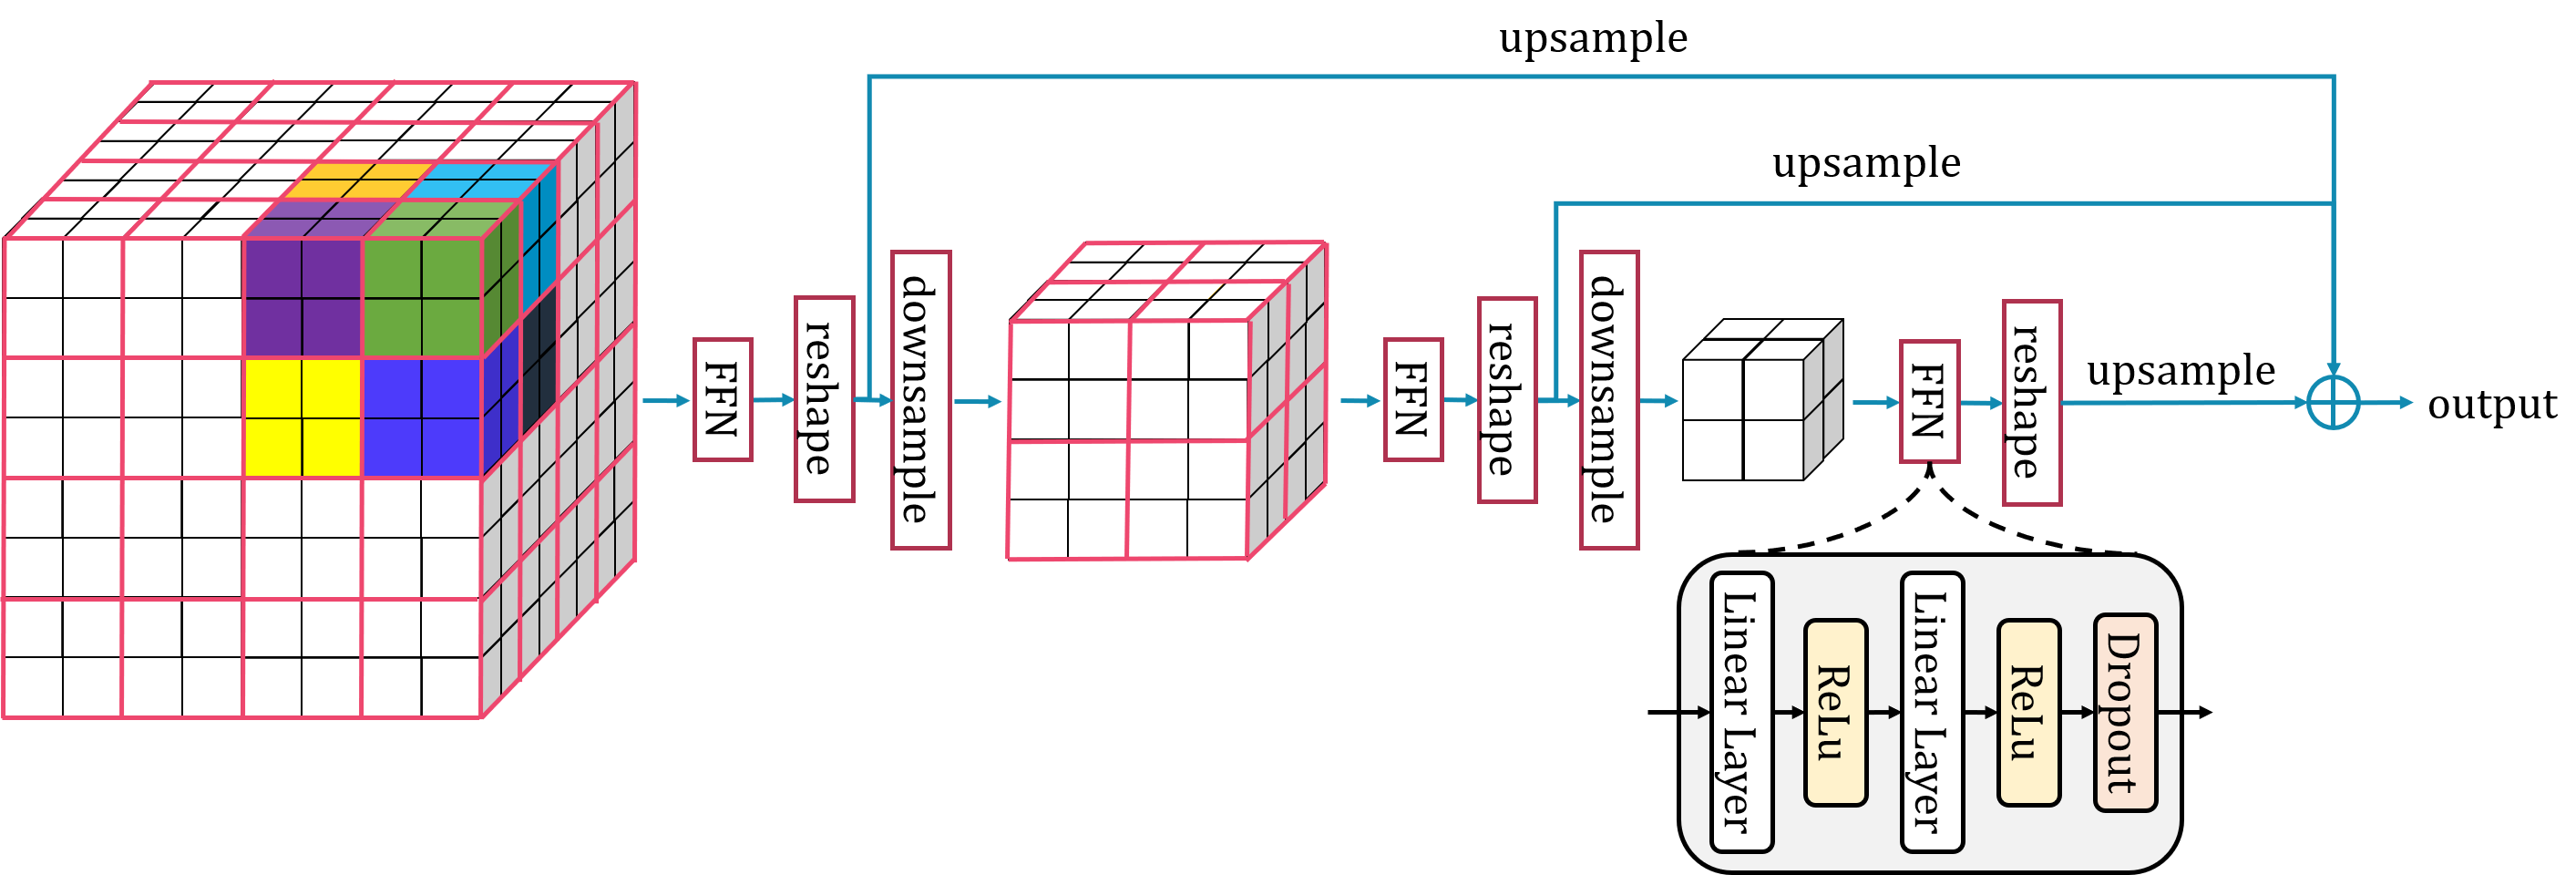 upsample
upsample
FFN
reshape
downsample
FFN
reshape
downsample
FFN
reshape
upsample
output
Linear Layer
ReLu
Linear Layer
ReLu
Dropout